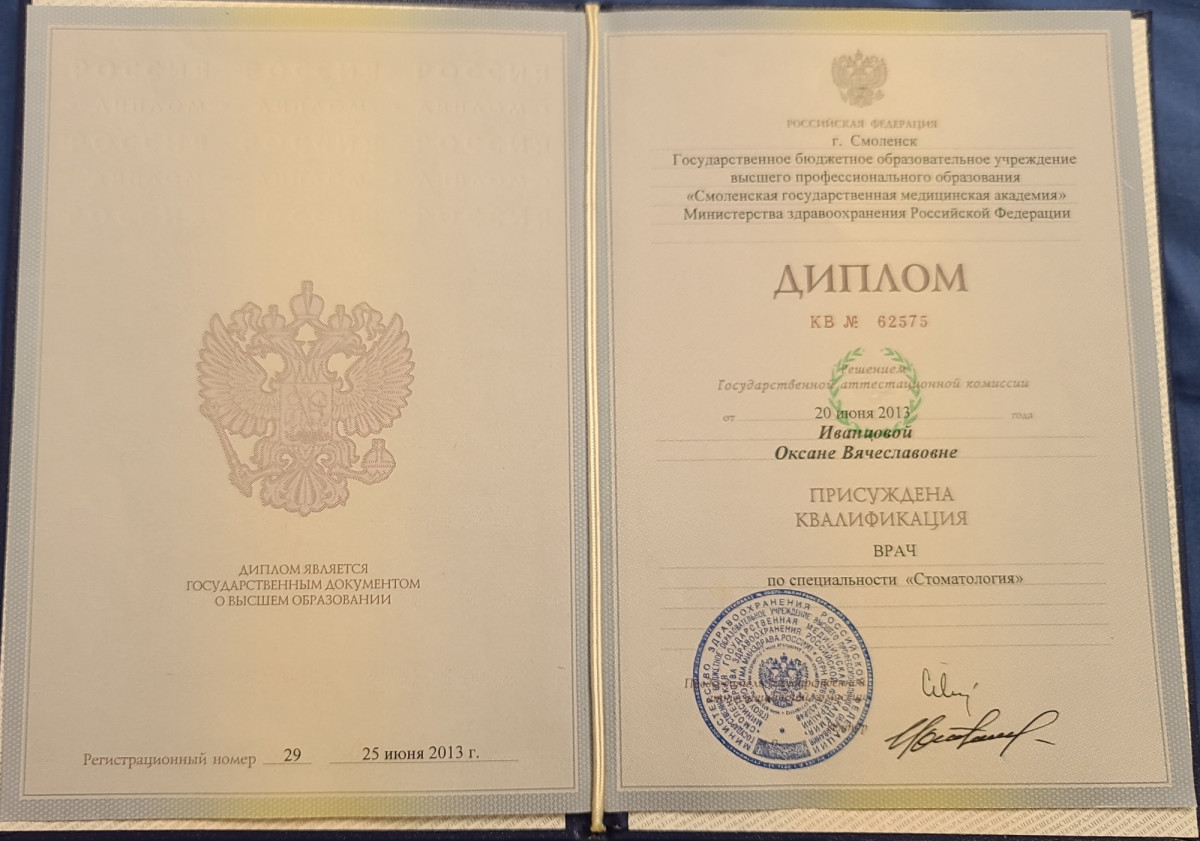 ДИПЛОМ ЯВЛЯЕТСЯ
ГОСУДАРСТВЕННЫМ ДОКУМЕНТОМ
О ВЫСШЕМ ОБРАЗОВАНИИ
Регистрационный номер 29 25 июня 2013 г.
РОССИЙСКАЯ ФЕДЕРАЦИЯ
г. Смоленск
Государственное бюджетное образовательное учреждение
высшего профессионального образования
«Смоленская государственная медицинская академия»
Министерства здравоохранения Российской Федерации
ДИПЛОМ
КВ № 62575
Решением
Государственной аттестационной комиссии
от 20 июня 2013 года
Иванцовой
Оксане Вячеславовне
ПРИСУЖДЕНА
КВАЛИФИКАЦИЯ
ВРАЧ
по специальности «Стоматология»